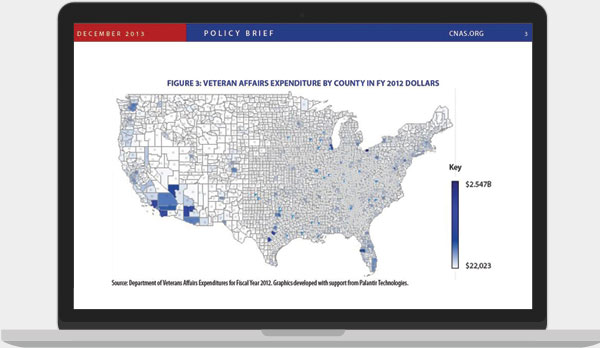 DECEMBER 2013 POLICY BRIEF CNAS.ORG 3
FIGURE 3: VETERAN AFFAIRS EXPENDITURE BY COUNTY IN FY 2012 DOLLARS
Key
$2.547B
$22,023
Source: Department of Veterans Affairs Expenditures for Fiscal Year 2012. Graphics developed with support from Palantir Technologies.